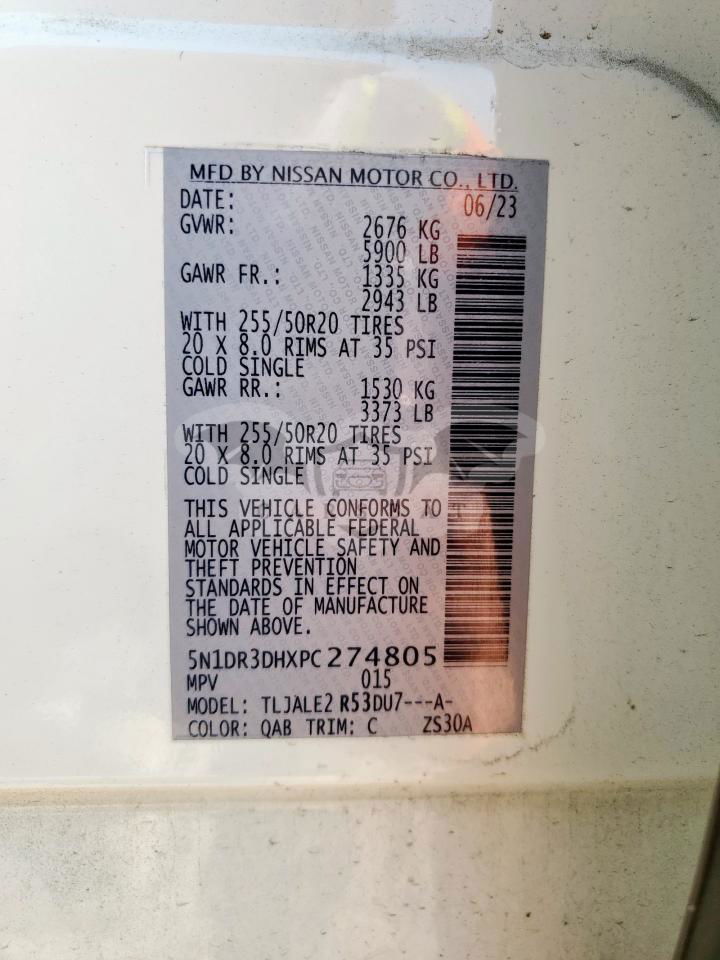 MFD BY NISSAN MOTOR CO., LTD.
DATE: 06/23
GVWR: 2676 KG
5900 LB
GAWR FR.: 1335 KG
2943 LB
WITH 255/50R20 TIRES
20 X 8.0 RIMS AT 35 PSI
COLD SINGLE
GAWR RR.: 1530 KG
3373 LB
WITH 255/50R20 TIRES
20 X 8.0 RIMS AT 35 PSI
COLD SINGLE
THIS VEHICLE CONFORMS TO
ALL APPLICABLE FEDERAL
MOTOR VEHICLE SAFETY AND
THEFT PREVENTION
STANDARDS IN EFFECT ON
THE DATE OF MANUFACTURE
SHOWN ABOVE.
5N1DR3DHXPC274805
MPV 015
MODEL: TLJALE2 R53DU7---A-
COLOR: QAB TRIM: C ZS30A